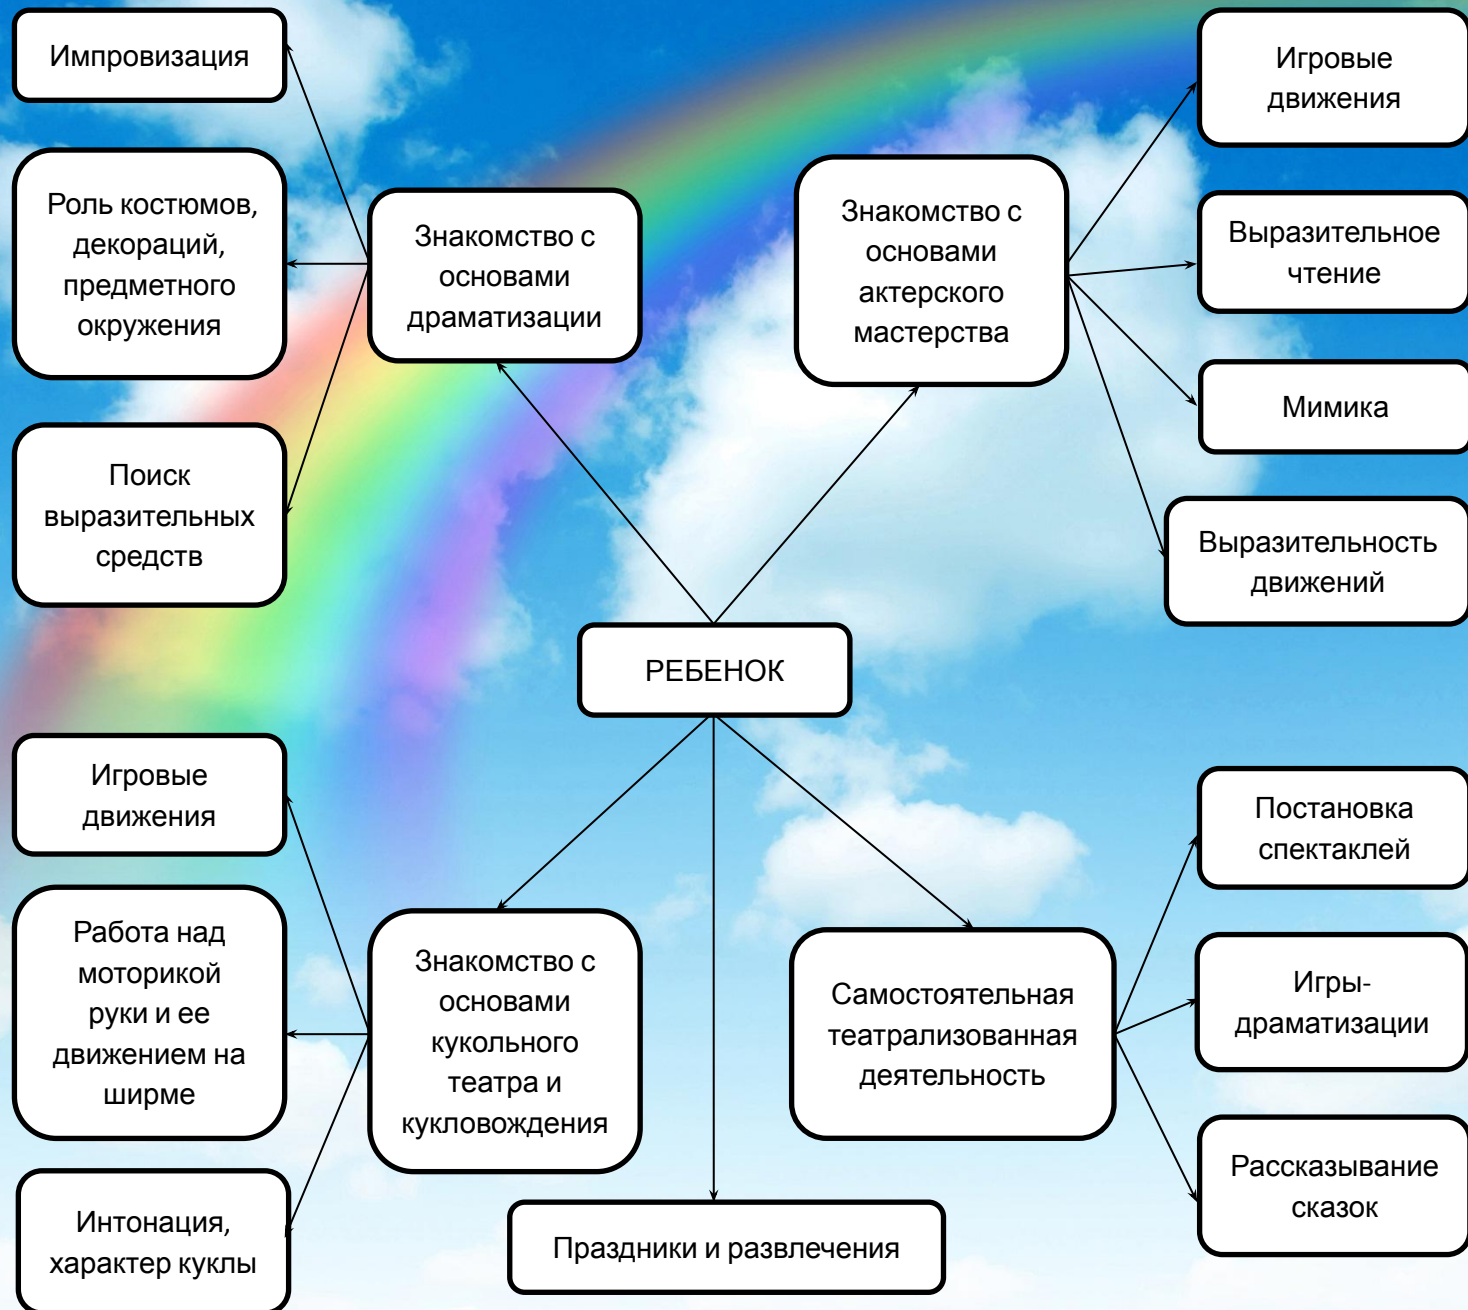 Импровизация
Роль костюмов,
декораций,
предметного
окружения
Поиск
выразительных
средств
Знакомство с
основами
драматизации
Знакомство с
основами
актерского
мастерства
Игровые
движения
Выразительное
чтение
Мимика
Выразительность
движений
РЕБЕНОК
Игровые
движения
Работа над
моторикой
руки и ее
движением на
ширме
Интонация,
характер куклы
Знакомство с
основами
кукольного
театра и
кукловождения
Праздники и развлечения
Самостоятельная
театрализованная
деятельность
Постановка
спектаклей
Игры-
драматизации
Рассказывание
сказок